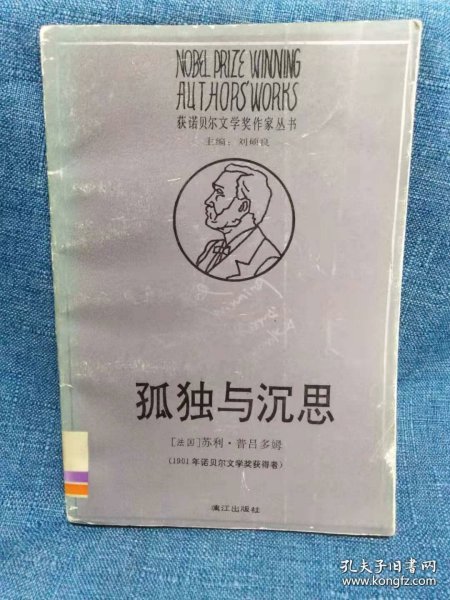 NOBEL PRIZE WINNING
AUTHORS' WORKS
获诺贝尔文学奖作家丛书
主编：刘硕良
孤独与沉思
［法国］苏利·普吕多姆
（1901年诺贝尔文学奖获得者）
漓江出版社
孔夫子旧书网
www.kongfz.com